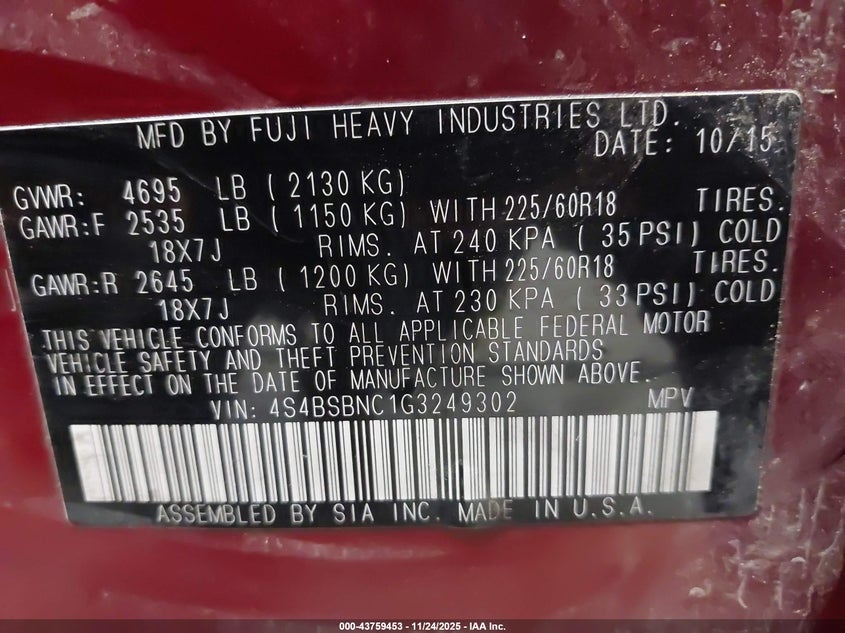 MFD BY FUJI HEAVY INDUSTRIES LTD.
DATE: 10/15
GVWR: 4695 LB ( 2130 KG)
GAWR:F 2535 LB ( 1150 KG) WITH 225/60R18 TIRES.
18X7J RIMS. AT 240 KPA ( 35 PSI) COLD
GAWR:R 2645 LB ( 1200 KG) WITH 225/60R18 TIRES.
18X7J RIMS. AT 230 KPA ( 33 PSI) COLD
THIS VEHICLE CONFORMS TO ALL APPLICABLE FEDERAL MOTOR
VEHICLE SAFETY AND THEFT PREVENTION STANDARDS
IN EFFECT ON THE DATE OF MANUFACTURE SHOWN ABOVE.
VIN: 4S4BSBNC1G3249302 MPV
ASSEMBLED BY SIA INC. MADE IN U.S.A.
000-43759453 - 11/24/2025 - IAA Inc.